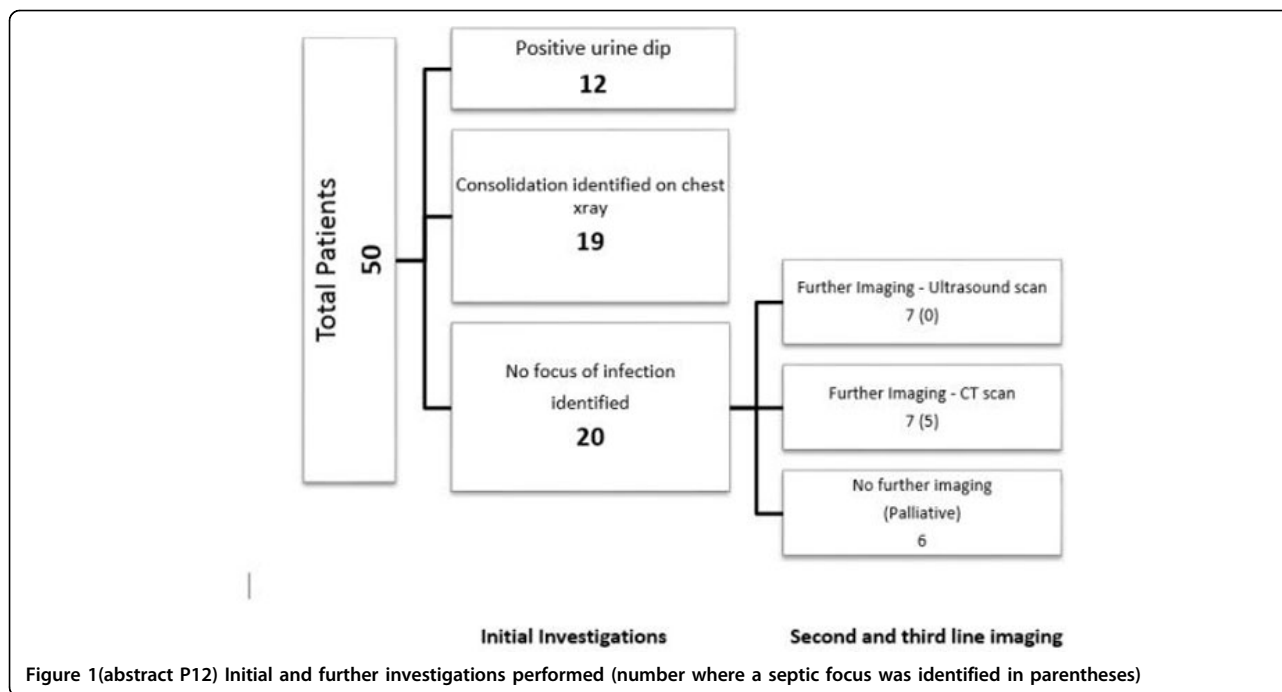 Total Patients
50
Positive urine dip
12
Consolidation identified on chest
xray
19
No focus of infection
identified
20
Further Imaging - Ultrasound scan
7 (0)
Further Imaging - CT scan
7 (5)
No further imaging
(Palliative)
6
Initial Investigations
Second and third line imaging
Figure 1(abstract P12) Initial and further investigations performed (number where a septic focus was identified in parentheses)